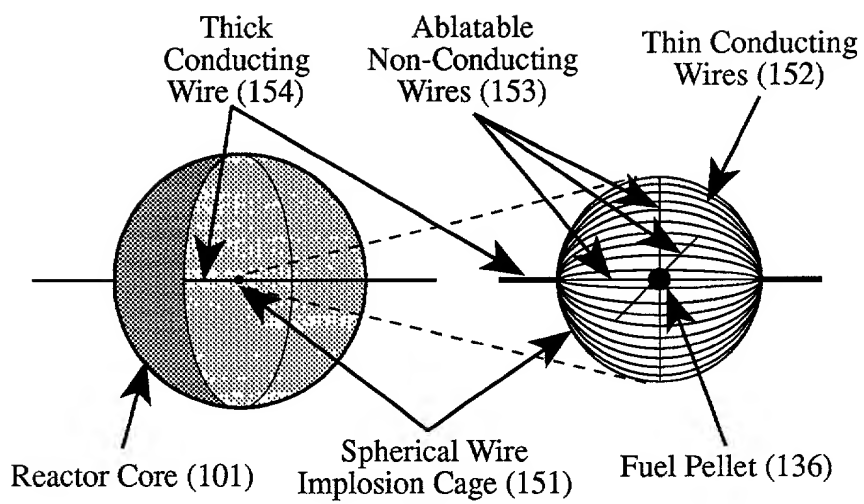 Thick
Conducting
Wire (154)
Ablatable
Non-Conducting
Wires (153)
Thin Conducting
Wires (152)
Reactor Core (101)
Spherical Wire
Implosion Cage (151)
Fuel Pellet (136)